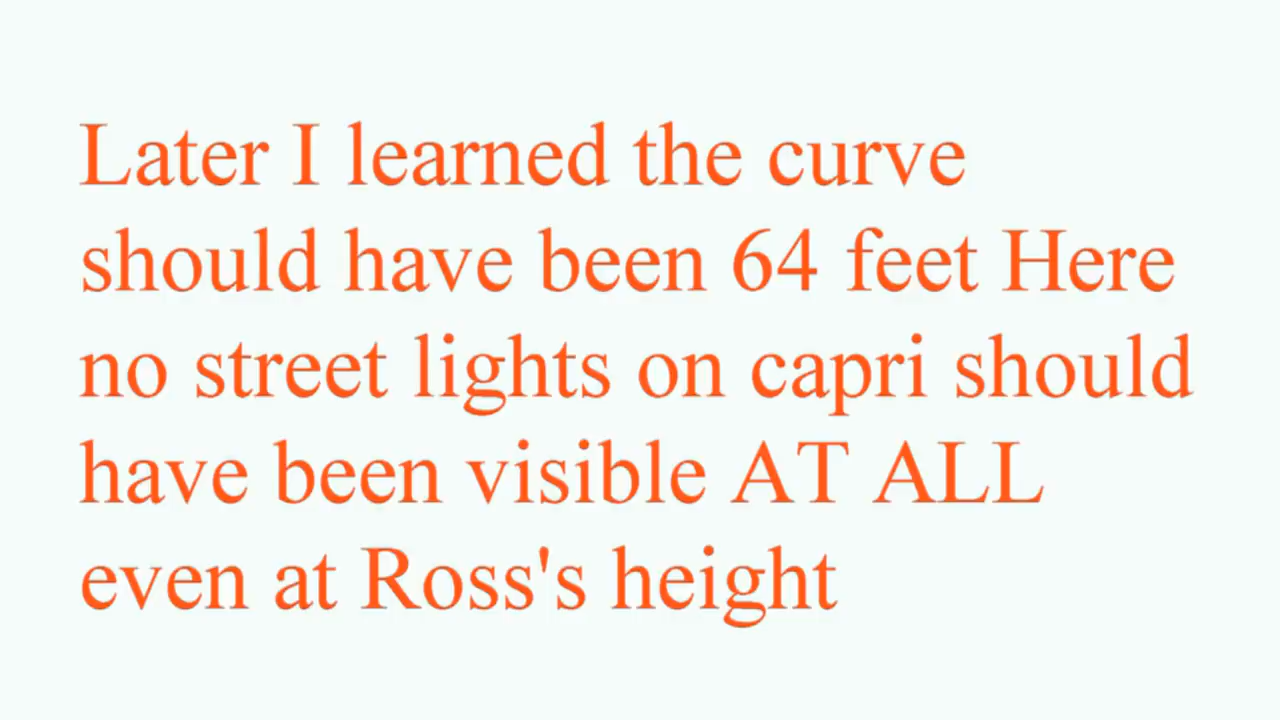 Later I learned the curve
should have been 64 feet Here
no street lights on capri should
have been visible AT ALL
even at Ross's height